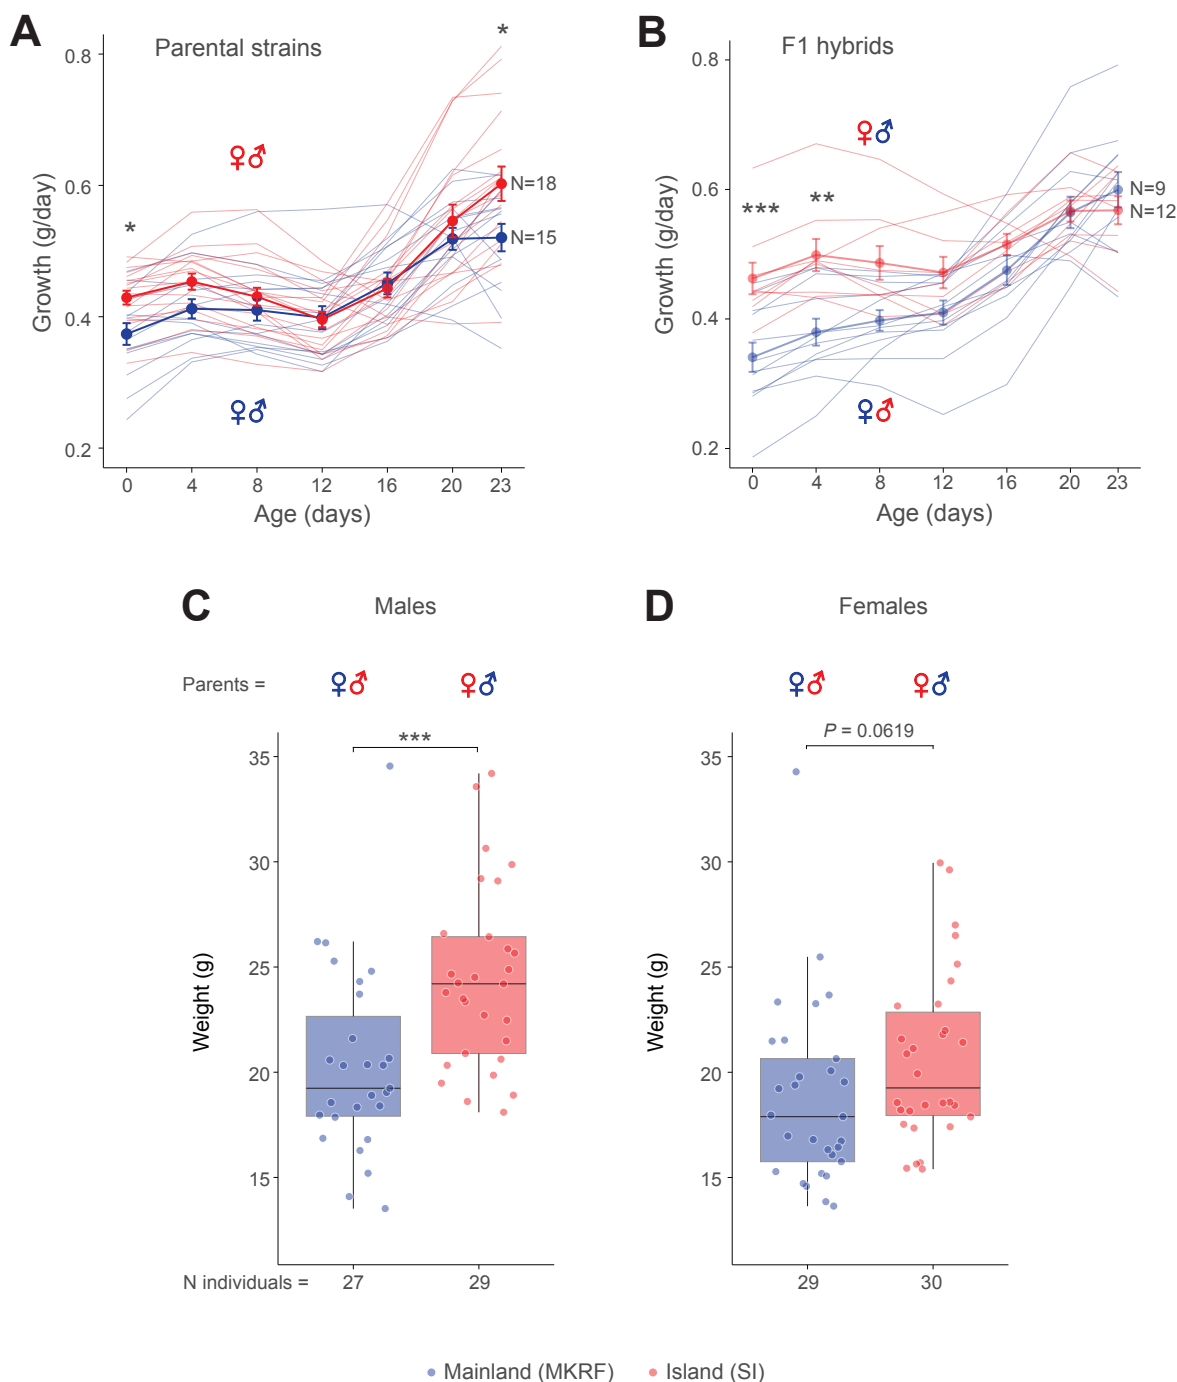 A
Parental strains
*
0.8
0.6
0.4
0.2
Growth (g/day)
♀♂
*
N=18
N=15
♀♂
0 4 8 12 16 20 23
Age (days)
B
F1 hybrids
0.8
0.6
0.4
0.2
Growth (g/day)
♀♂
***
**
N=9
N=12
♀♂
0 4 8 12 16 20 23
Age (days)
C
Males
Parents =
♀♂ ♀♂
***
35
30
25
20
15
Weight (g)
N individuals =
27 29
D
Females
♀♂ ♀♂
P = 0.0619
35
30
25
20
15
Weight (g)
29 30
Mainland (MKRF) Island (SI)